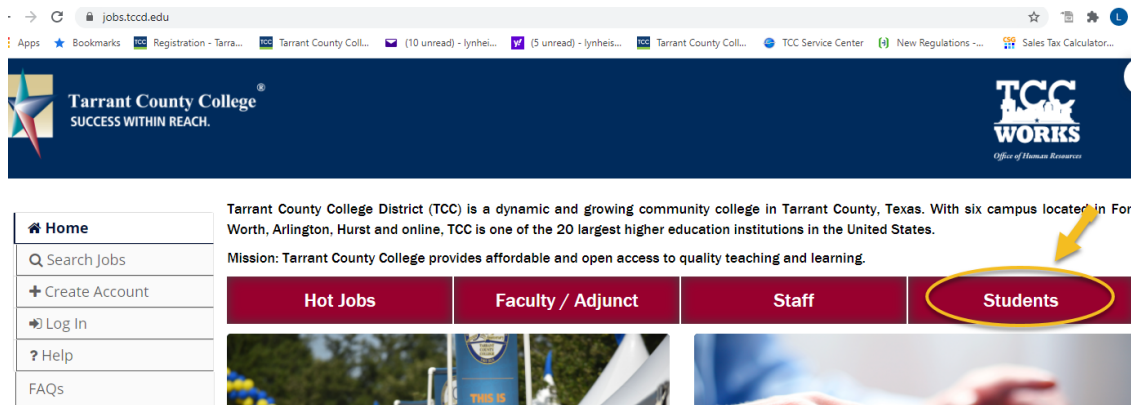 jobs.tccd.edu
L
Apps Bookmarks Registration - Tarra... Tarrant County Coll... (10 unread) - lynhei... (5 unread) - lynheis... Tarrant County Coll... TCC Service Center New Regulations -... Sales Tax Calculator...
Tarrant County College®
SUCCESS WITHIN REACH.
TCC
WORKS
Office of Human Resources
Tarrant County College District (TCC) is a dynamic and growing community college in Tarrant County, Texas. With six campus located in For
Worth, Arlington, Hurst and online, TCC is one of the 20 largest higher education institutions in the United States.
Mission: Tarrant County College provides affordable and open access to quality teaching and learning.
Home
Search Jobs
+ Create Account
Log In
? Help
FAQs
Hot Jobs Faculty / Adjunct Staff Students
THIS IS